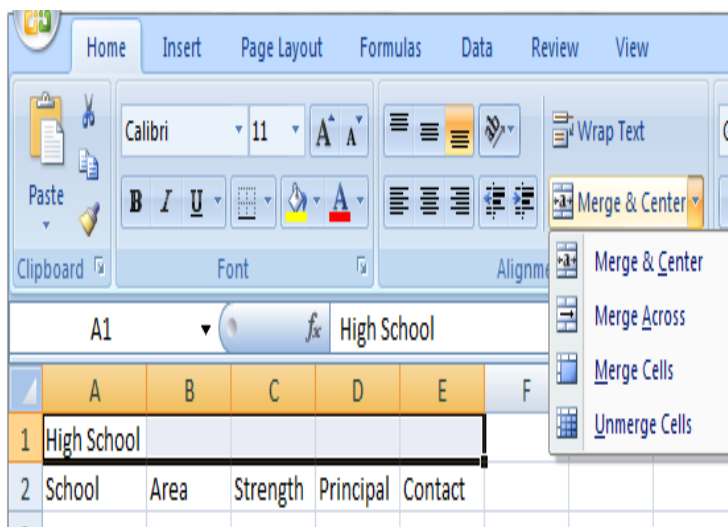 Home Insert Page Layout Formulas Data Review View
Calibri 11 A A Wrap Text
Paste B I U A Merge & Center
Clipboard Font
Merge & Center
Merge Across
Merge Cells
Unmerge Cells
A1 fx High School
A B C D E F
1 High School
2 School Area Strength Principal Contact